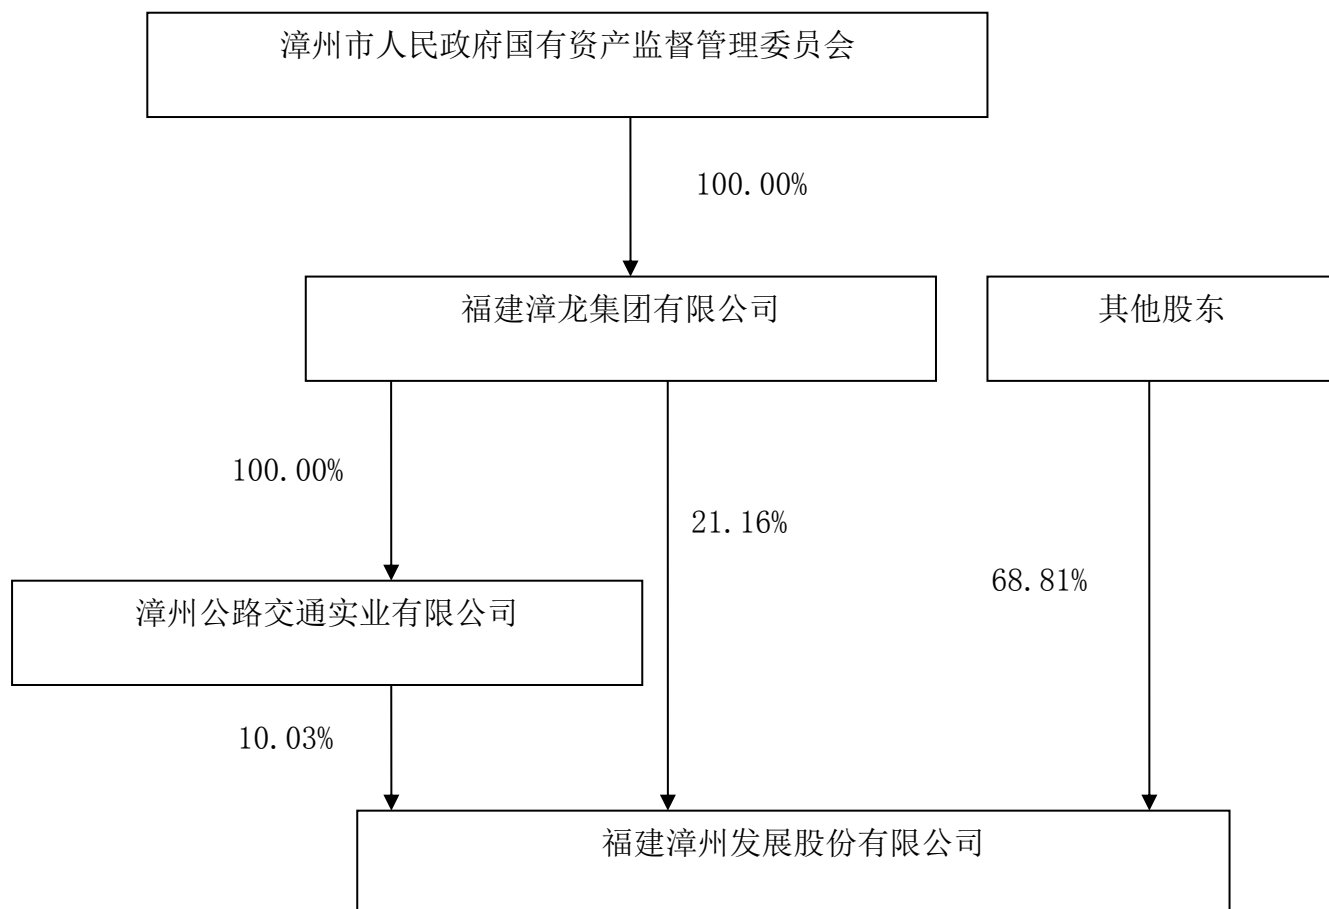 漳州市人民政府国有资产监督管理委员会
100.00%
福建漳龙集团有限公司
其他股东
100.00%
21.16%
68.81%
漳州公路交通实业有限公司
10.03%
福建漳州发展股份有限公司